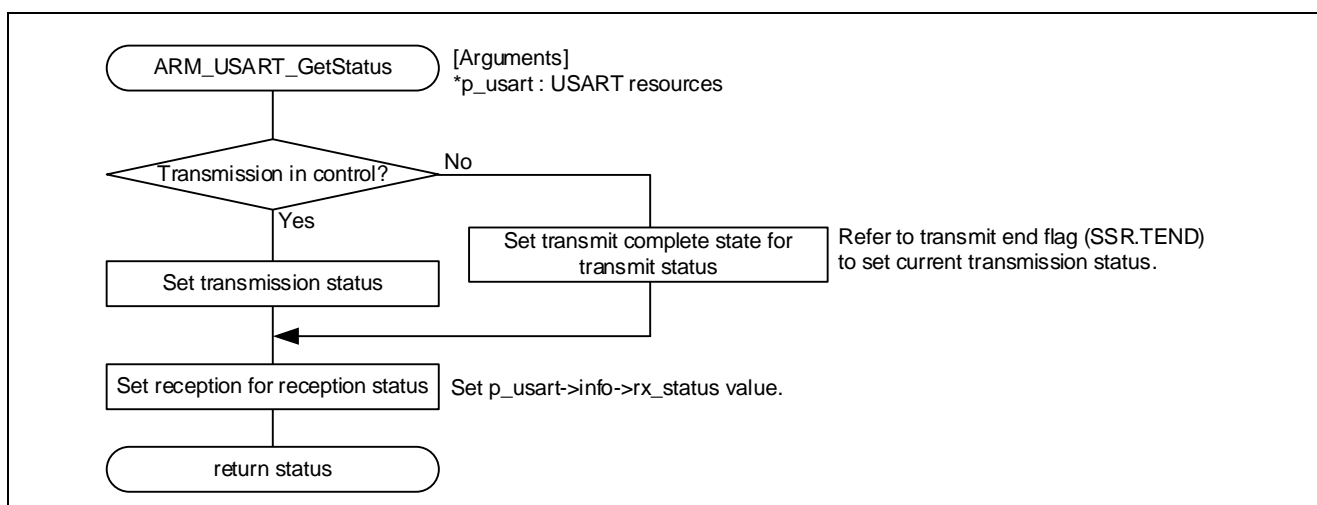 ARM_USART_GetStatus
[Arguments]
*p_usart : USART resources
Transmission in control?
No
Yes
Set transmit complete state for
transmit status
Refer to transmit end flag (SSR.TEND)
to set current transmission status.
Set transmission status
Set reception for reception status
Set p_usart->info->rx_status value.
return status